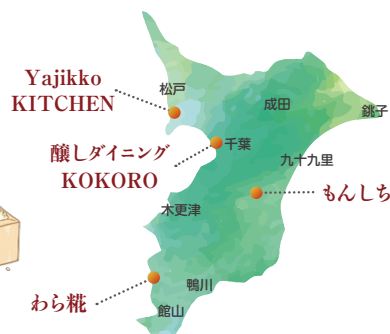 Yajikko
KITCHEN
松戸
成田
銚子
醸しダイニング
KOKORO
千葉
九十九里
もんしち
木更津
わら糀
鴨川
館山